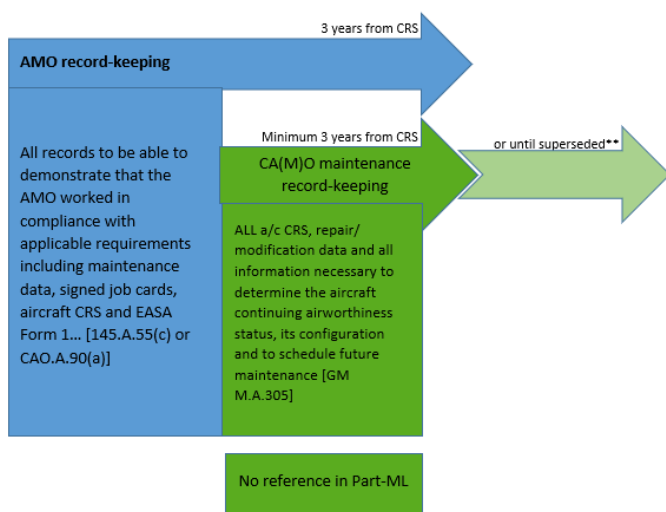 3 years from CRS
AMO record-keeping
Minimum 3 years from CRS
or until superseded**
CA(M)O maintenance
record-keeping
All records to be able to
demonstrate that the
AMO worked in
compliance with
applicable requirements
including maintenance
data, signed job cards,
aircraft CRS and EASA
Form 1... [145.A.55(c) or
CAO.A.90(a)]
ALL a/c CRS, repair/
modification data and all
information necessary to
determine the aircraft
continuing airworthiness
status, its configuration
and to schedule future
maintenance [GM
M.A.305]
No reference in Part-ML